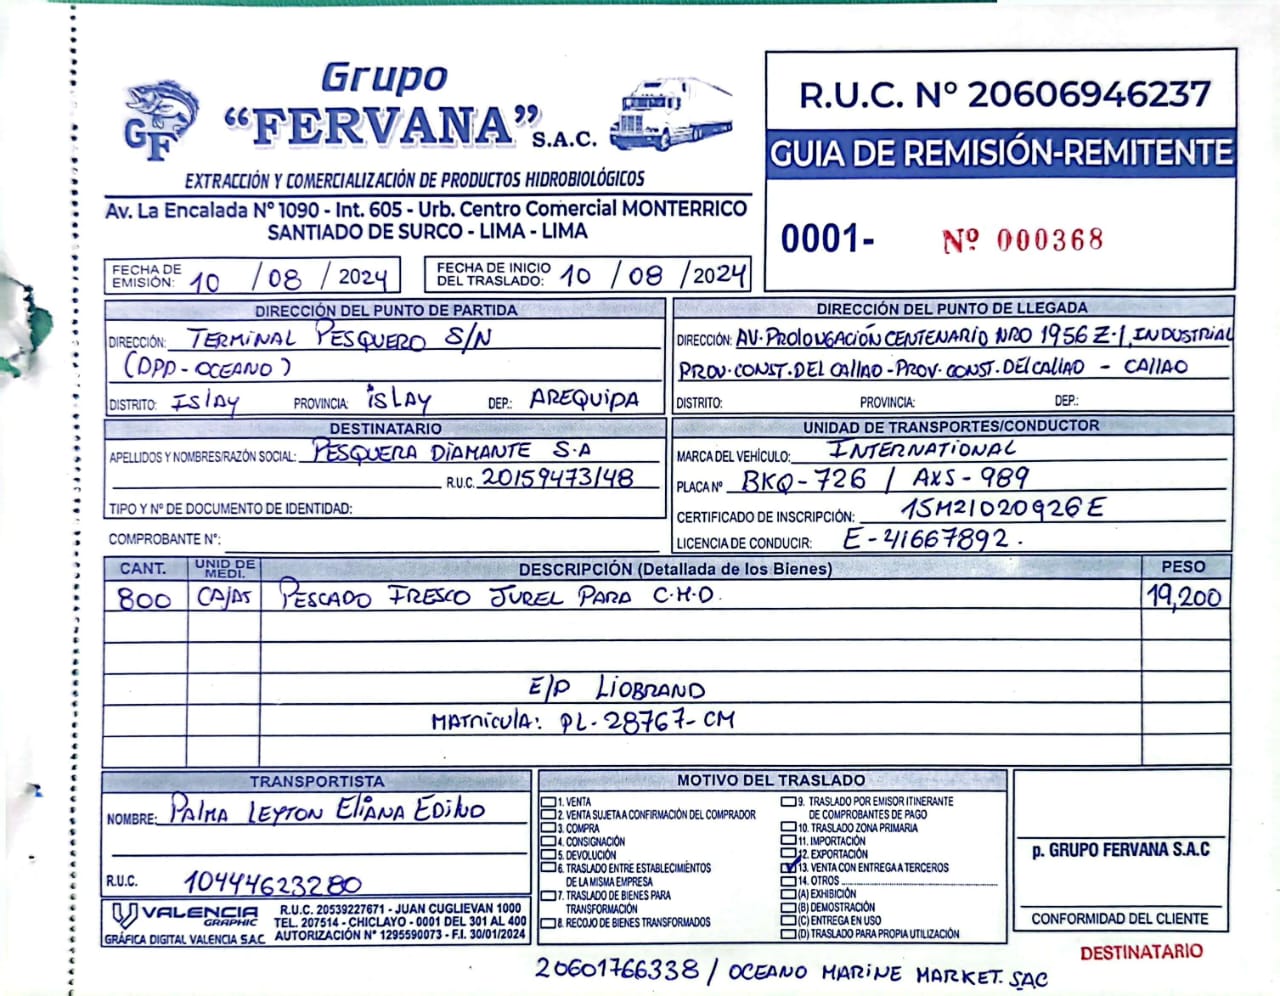 GF
Grupo
"FERVANA" S.A.C.
EXTRACCIÓN Y COMERCIALIZACIÓN DE PRODUCTOS HIDROBIOLÓGICOS
Av. La Encalada N° 1090 - Int. 605 - Urb. Centro Comercial MONTERRICO
SANTIADO DE SURCO - LIMA - LIMA
R.U.C. N° 20606946237
GUIA DE REMISIÓN-REMITENTE
0001- Nº 000368
FECHA DE EMISIÓN: 10 / 08 / 2024
FECHA DE INICIO DEL TRASLADO: 10 / 08 / 2024
DIRECCIÓN DEL PUNTO DE PARTIDA
DIRECCIÓN: TERMINAL PESQUERO S/N
(DPD-OCEANO)
DISTRITO: ISLAY PROVINCIA: ISLAY DEP.: AREQUIPA
DIRECCIÓN DEL PUNTO DE LLEGADA
DIRECCIÓN: AV. PROLONGACIÓN CENTENARIO NRO 1956 Z-I, INDUSTRIAL
PROV. CONST. DEL CALLAO - PROV. CONST. DEL CALLAO - CALLAO
DISTRITO: PROVINCIA: DEP.:
DESTINATARIO
APELLIDOS Y NOMBRES/RAZÓN SOCIAL: PESQUERA DIAMANTE S.A
R.U.C. 20159473148
TIPO Y N° DE DOCUMENTO DE IDENTIDAD:
COMPROBANTE N°:
UNIDAD DE TRANSPORTES/CONDUCTOR
MARCA DEL VEHÍCULO: INTERNATIONAL
PLACA N° BKQ-726 / AXS-989
CERTIFICADO DE INSCRIPCIÓN: 15M21020926E
LICENCIA DE CONDUCIR: E-41667892.
CANT. UNID DE MEDI. DESCRIPCIÓN (Detallada de los Bienes) PESO
800 CAJAS PESCADO FRESCO JUREL PARA C.H.D. 19,200
E/P LIOBRAND
MATRÍCULA: PL-28767-CM
TRANSPORTISTA
NOMBRE: PALMA LEYTON ELIANA
R.U.C. 10444623280
VALENCIA
GRAPHIC
GRÁFICA DIGITAL VALENCIA S.A.C
R.U.C. 20539227671 - JUAN CUGLIEVAN 1000
TEL. 207514 - CHICLAYO - 0001 DEL 301 AL 400
AUTORIZACIÓN N° 1295590073 - F.I. 30/01/2024
MOTIVO DEL TRASLADO
1. VENTA
2. VENTA SUJETA A CONFIRMACIÓN DEL COMPRADOR
3. COMPRA
4. CONSIGNACIÓN
5. DEVOLUCIÓN
6. TRASLADO ENTRE ESTABLECIMIENTOS
DE LA MISMA EMPRESA
7. TRASLADO DE BIENES PARA
TRANSFORMACIÓN
8. RECOJO DE BIENES TRANSFORMADOS
9. TRASLADO POR EMISOR ITINERANTE
DE COMPROBANTES DE PAGO
10. TRASLADO ZONA PRIMARIA
11. IMPORTACIÓN
12. EXPORTACIÓN
13. VENTA CON ENTREGA A TERCEROS
14. OTROS
(A) EXHIBICIÓN
(B) DEMOSTRACIÓN
(C) ENTREGA EN USO
(D) TRASLADO PARA PROPIA UTILIZACIÓN
p. GRUPO FERVANA S.A.C
CONFORMIDAD DEL CLIENTE
DESTINATARIO
20601766338 / OCEANO MARINE MARKET. SAC